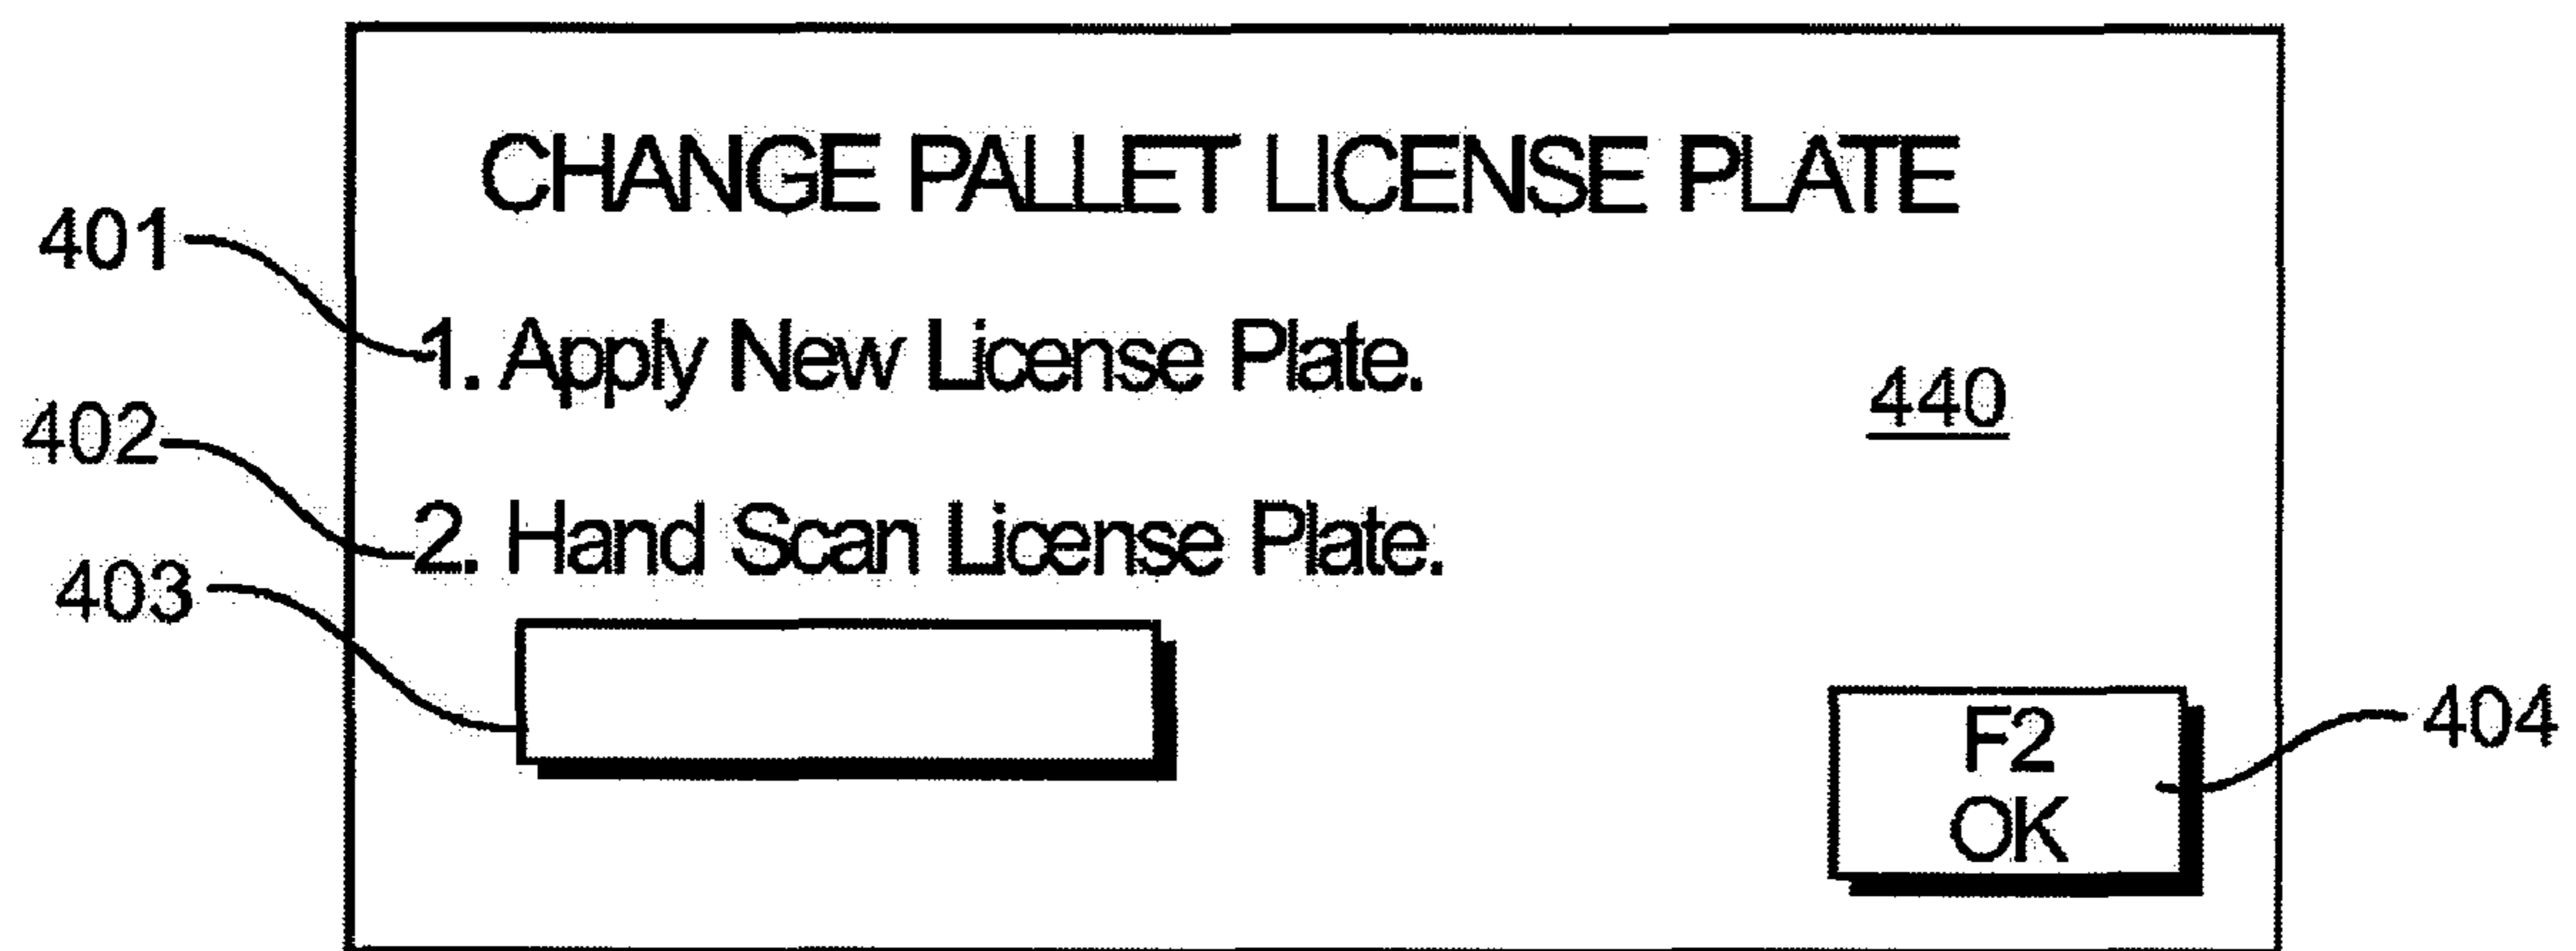 CHANGE PALLET LICENSE PLATE
401
1. Apply New License Plate.
440
402
2. Hand Scan License Plate.
403
F2
OK
404